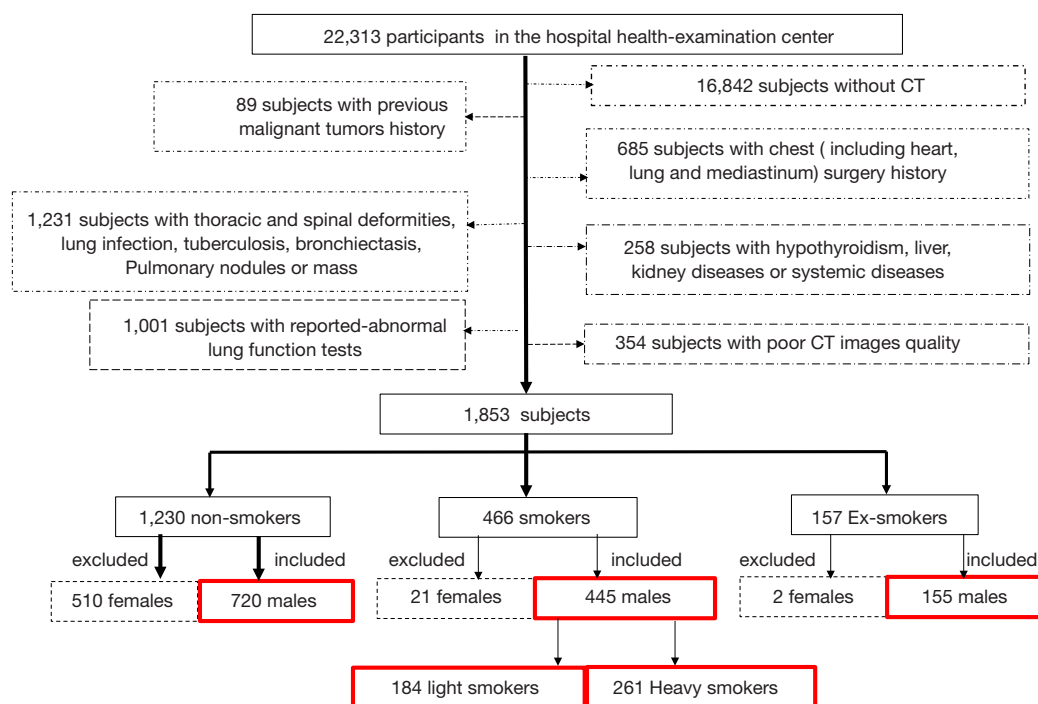 22,313 participants in the hospital health-examination center
16,842 subjects without CT
89 subjects with previous
malignant tumors history
685 subjects with chest ( including heart,
lung and mediastinum) surgery history
1,231 subjects with thoracic and spinal deformities,
lung infection, tuberculosis, bronchiectasis,
Pulmonary nodules or mass
258 subjects with hypothyroidism, liver,
kidney diseases or systemic diseases
1,001 subjects with reported-abnormal
lung function tests
354 subjects with poor CT images quality
1,853 subjects
1,230 non-smokers
466 smokers
157 Ex-smokers
excluded
included
excluded
included
excluded
included
510 females
720 males
21 females
445 males
2 females
155 males
184 light smokers
261 Heavy smokers